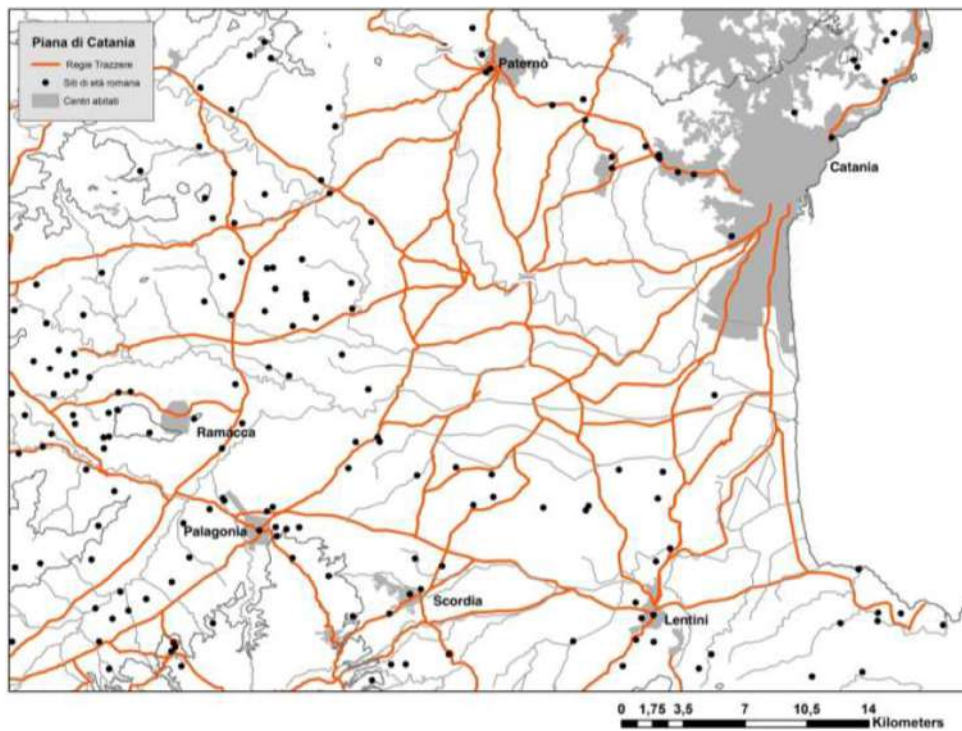 Piana di Catania
Regie Trazzere
Siti di età romana
Centri abitati
Paternò
Catania
Ramacca
Palagonia
Scordia
Lentini
0 1,75 3,5 7 10,5 14
Kilometers